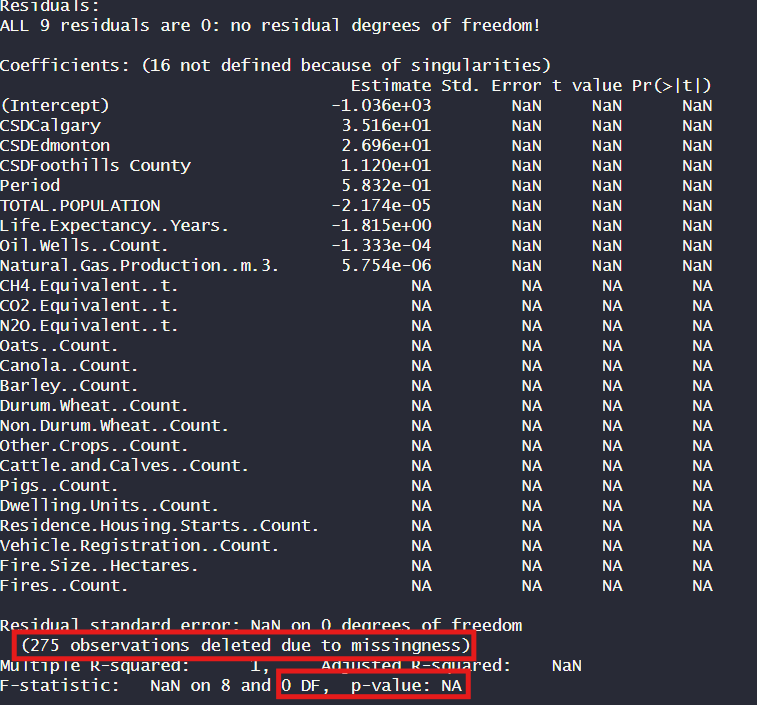 Residuals:
ALL 9 residuals are 0: no residual degrees of freedom!
Coefficients: (16 not defined because of singularities)
Estimate Std. Error t value Pr(>|t|)
(Intercept) -1.036e+03 NaN NaN NaN
CSDCalgary 3.516e+01 NaN NaN NaN
CSDEdmonton 2.696e+01 NaN NaN NaN
CSDFoothills County 1.120e+01 NaN NaN NaN
Period 5.832e-01 NaN NaN NaN
TOTAL.POPULATION -2.174e-05 NaN NaN NaN
Life.Expectancy..Years. -1.815e+00 NaN NaN NaN
Oil.Wells..Count. -1.333e-04 NaN NaN NaN
Natural.Gas.Production..m.3. 5.754e-06 NaN NaN NaN
CH4.Equivalent..t. NA NA NA NA
CO2.Equivalent..t. NA NA NA NA
N2O.Equivalent..t. NA NA NA NA
Oats..Count. NA NA NA NA
Canola..Count. NA NA NA NA
Barley..Count. NA NA NA NA
Durum.Wheat..Count. NA NA NA NA
Non.Durum.Wheat..Count. NA NA NA NA
Other.Crops..Count. NA NA NA NA
Cattle.and.Calves..Count. NA NA NA NA
Pigs..Count. NA NA NA NA
Dwelling.Units..Count. NA NA NA NA
Residence.Housing.Starts..Count. NA NA NA NA
Vehicle.Registration..Count. NA NA NA NA
Fire.Size..Hectares. NA NA NA NA
Fires..Count. NA NA NA NA
Residual standard error: NaN on 0 degrees of freedom
(275 observations deleted due to missingness)
Multiple R-squared: 1, Adjusted R-squared: NaN
F-statistic: NaN on 8 and 0 DF, p-value: NA